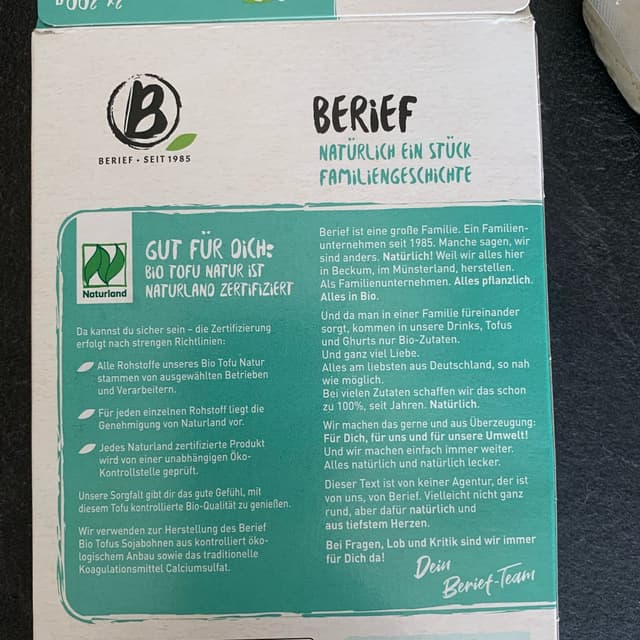 2x 200g
B
BERIEF • SEIT 1985
BERIEF
NATÜRLICH EIN STÜCK
FAMILIENGESCHICHTE
Naturland
GUT FÜR DICH:
BIO TOFU NATUR IST
NATURLAND ZERTIFIZIERT
Da kannst du sicher sein – die Zertifizierung
erfolgt nach strengen Richtlinien:
Alle Rohstoffe unseres Bio Tofu Natur
stammen von ausgewählten Betrieben
und Verarbeitern.
Für jeden einzelnen Rohstoff liegt die
Genehmigung von Naturland vor.
Jedes Naturland zertifizierte Produkt
wird von einer unabhängigen Öko-
Kontrollstelle geprüft.
Unsere Sorgfalt gibt dir das gute Gefühl, mit
diesem Tofu kontrollierte Bio-Qualität zu genießen.
Wir verwenden zur Herstellung des Berief
Bio Tofus Sojabohnen aus kontrolliert öko-
logischem Anbau sowie das traditionelle
Koagulationsmittel Calciumsulfat.
Berief ist eine große Familie. Ein Familien-
unternehmen seit 1985. Manche sagen, wir
sind anders. Natürlich! Weil wir alles hier
in Beckum, im Münsterland, herstellen.
Als Familienunternehmen. Alles pflanzlich.
Alles in Bio.
Und da man in einer Familie füreinander
sorgt, kommen in unsere Drinks, Tofus
und Ghurts nur Bio-Zutaten.
Und ganz viel Liebe.
Alles am liebsten aus Deutschland, so nah
wie möglich.
Bei vielen Zutaten schaffen wir das schon
zu 100%, seit Jahren. Natürlich.
Wir machen das gerne und aus Überzeugung:
Für Dich, für uns und für unsere Umwelt!
Und wir machen einfach immer weiter.
Alles natürlich und natürlich lecker.
Dieser Text ist von keiner Agentur, der ist
von uns, von Berief. Vielleicht nicht ganz
rund, aber dafür natürlich und
aus tiefstem Herzen.
Bei Fragen, Lob und Kritik sind wir immer
für Dich da!
Dein
Berief-Team